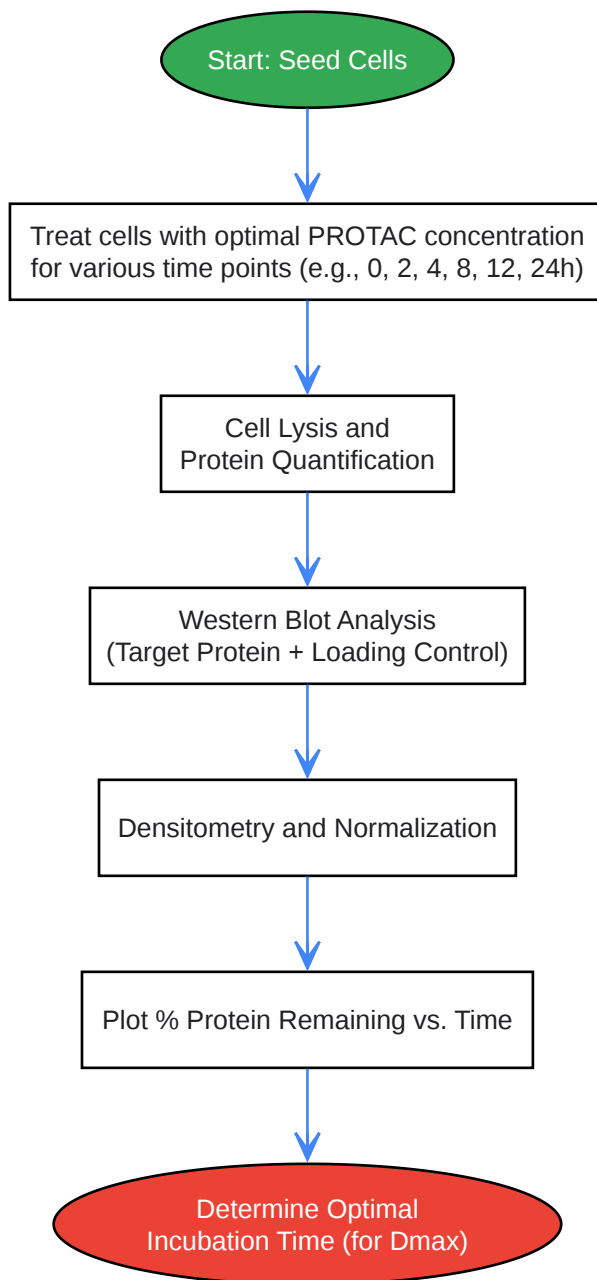 Start: Seed Cells
Treat cells with optimal PROTAC concentration
for various time points (e.g., 0, 2, 4, 8, 12, 24h)
Cell Lysis and
Protein Quantification
Western Blot Analysis
(Target Protein + Loading Control)
Densitometry and Normalization
Plot % Protein Remaining vs. Time
Determine Optimal
Incubation Time (for Dmax)